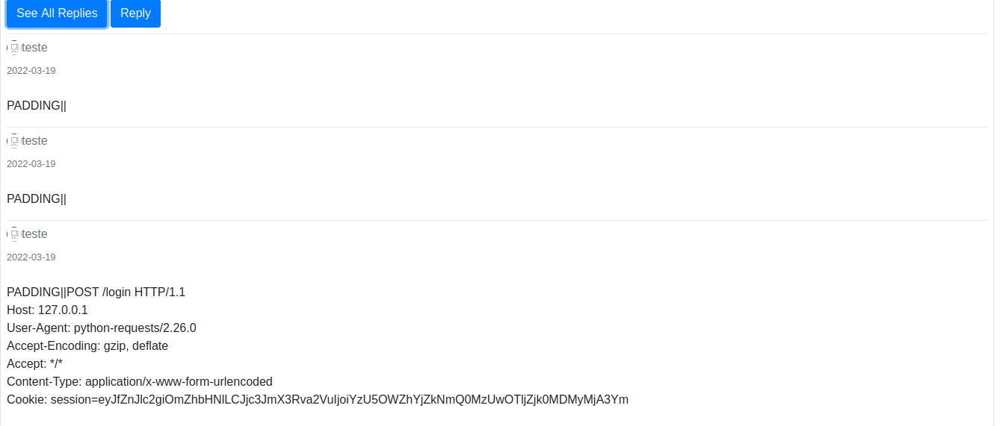 See All Replies Reply
teste
2022-03-19
PADDING||
teste
2022-03-19
PADDING||
teste
2022-03-19
PADDING||POST /login HTTP/1.1
Host: 127.0.0.1
User-Agent: python-requests/2.26.0
Accept-Encoding: gzip, deflate
Accept: */*
Content-Type: application/x-www-form-urlencoded
Cookie: session=eyJfZnJlc2giOmZhbHNlLCJjc3JmX3Rva2VuIjoiYzU5OWZhYjZkNmQ0MzUwOTljZjk0MDMyMjA3Ym